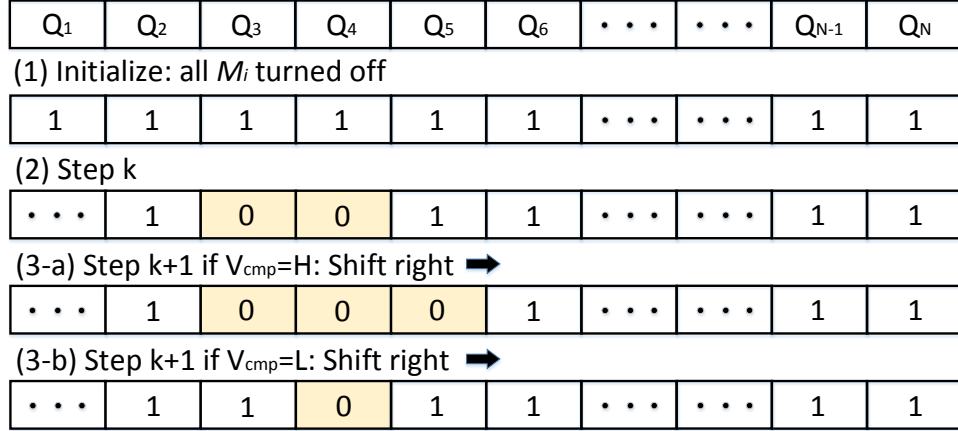 Q1 Q2 Q3 Q4 Q5 Q6 • • • • • • QN-1 QN
(1) Initialize: all Mi turned off
1 1 1 1 1 1 • • • • • • 1 1
(2) Step k
• • • 1 0 0 1 1 • • • • • • 1 1
(3-a) Step k+1 if Vcmp=H: Shift right ➡
• • • 1 0 0 0 1 • • • • • • 1 1
(3-b) Step k+1 if Vcmp=L: Shift right ➡
• • • 1 1 0 1 1 • • • • • • 1 1